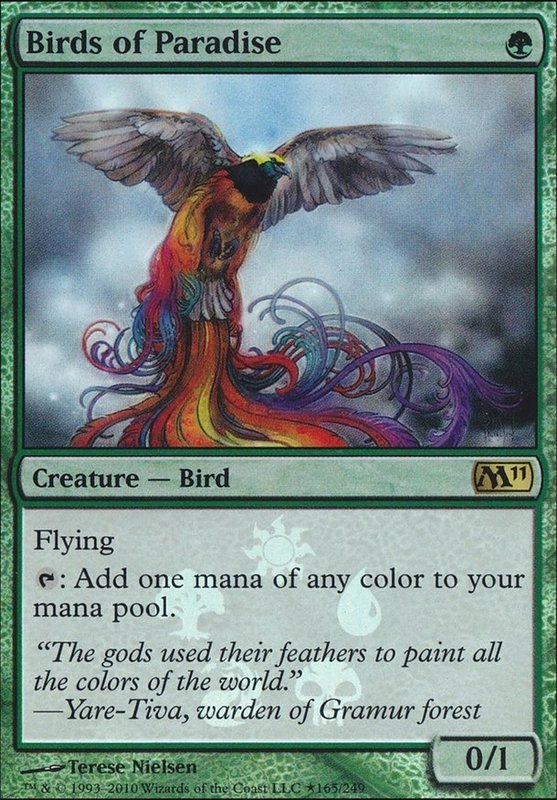 Birds of Paradise
Creature — Bird
M11
Flying
: Add one mana of any color to your
mana pool.
“The gods used their feathers to paint all
the colors of the world.”
—Yare-Tiva, warden of Gramur forest
0/1
Terese Nielsen
™ & © 1993–2010 Wizards of the Coast LLC ★165/249